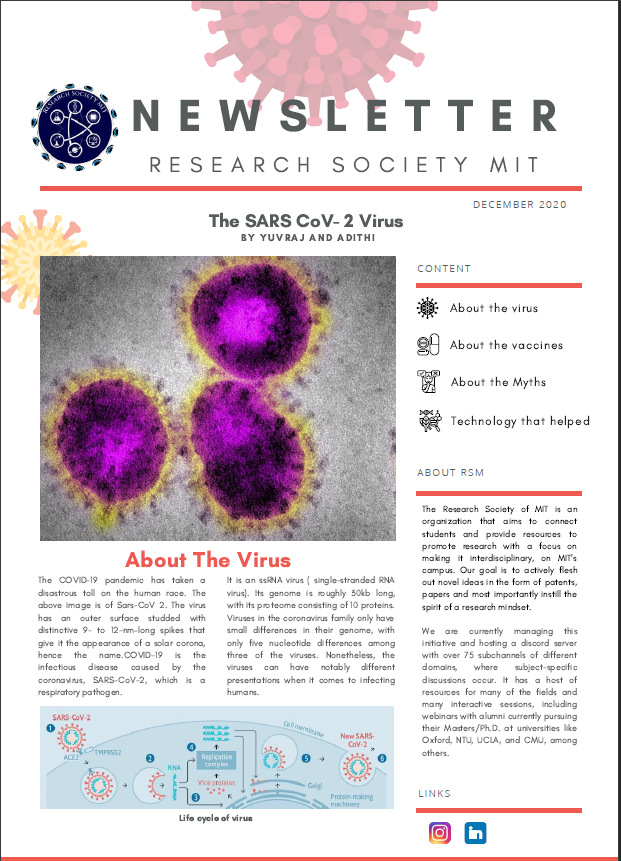 RESEARCH SOCIETY MIT
NEWSLETTER
RESEARCH SOCIETY MIT
DECEMBER 2020
The SARS CoV- 2 Virus
BY YUVRAJ AND ADITHI
About The Virus
The COVID-19 pandemic has taken a
disastrous toll on the human race. The
above image is of Sars-CoV 2. The virus
has an outer surface studded with
distinctive 9- to 12-nm-long spikes that
give it the appearance of a solar corona,
hence the name.COVID-19 is the
infectious disease caused by the
coronavirus, SARS-CoV-2, which is a
respiratory pathogen.
It is an ssRNA virus ( single-stranded RNA
virus). Its genome is roughly 30kb long,
with its proteome consisting of 10 proteins.
Viruses in the coronavirus family only have
small differences in their genome, with
only five nucleotide differences among
three of the viruses. Nonetheless, the
viruses can have notably different
presentations when it comes to infecting
humans.
SARS-CoV-2
1
ACE2
TMPRSS2
2
RNA
3
4
Replication
complex
Viral proteins
Cell membrane
Golgi
5
Protein-making
machinery
New SARS-
CoV-2
6
Life cycle of virus
CONTENT
About the virus
About the vaccines
About the Myths
Technology that helped
ABOUT RSM
The Research Society of MIT is an
organization that aims to connect
students and provide resources to
promote research with a focus on
making it interdisciplinary, on MIT's
campus. Our goal is to actively flesh
out novel ideas in the form of patents,
papers and most importantly instill the
spirit of a research mindset.
We are currently managing this
initiative and hosting a discord server
with over 75 subchannels of different
domains, where subject-specific
discussions occur. It has a host of
resources for many of the fields and
many interactive sessions, including
webinars with alumni currently pursuing
their Masters/Ph.D. at universities like
Oxford, NTU, UCLA, and CMU, among
others.
LINKS
in